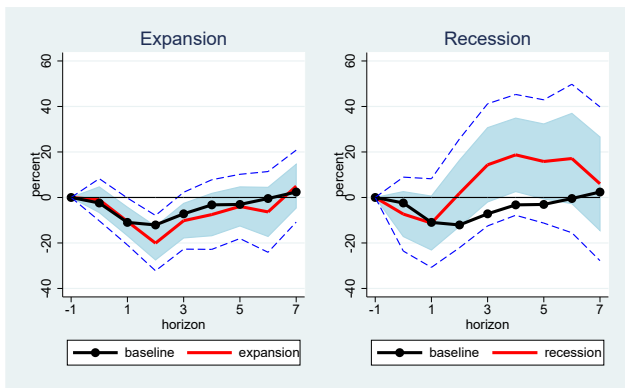 Expansion
percent
60
40
20
0
-20
-40
-1
1
3
5
7
horizon
baseline
expansion
Recession
percent
60
40
20
0
-20
-40
-1
1
3
5
7
horizon
baseline
recession